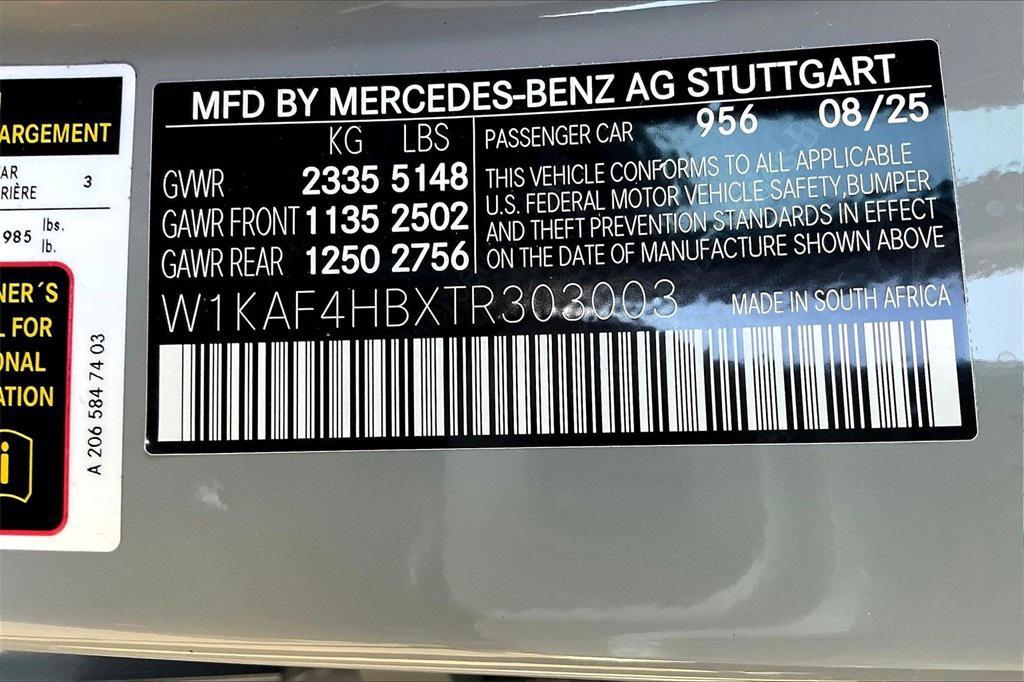 ARGEMENT
AR
RIÈRE 3
985 lbs.
lb.
NER´S
L FOR
ONAL
ATION
i
A 206 584 74 03
MFD BY MERCEDES-BENZ AG STUTTGART
KG LBS
GVWR 2335 5148
GAWR FRONT 1135 2502
GAWR REAR 1250 2756
PASSENGER CAR 956 08/25
THIS VEHICLE CONFORMS TO ALL APPLICABLE
U.S. FEDERAL MOTOR VEHICLE SAFETY,BUMPER
AND THEFT PREVENTION STANDARDS IN EFFECT
ON THE DATE OF MANUFACTURE SHOWN ABOVE
W1KAF4HBXTR303003 MADE IN SOUTH AFRICA